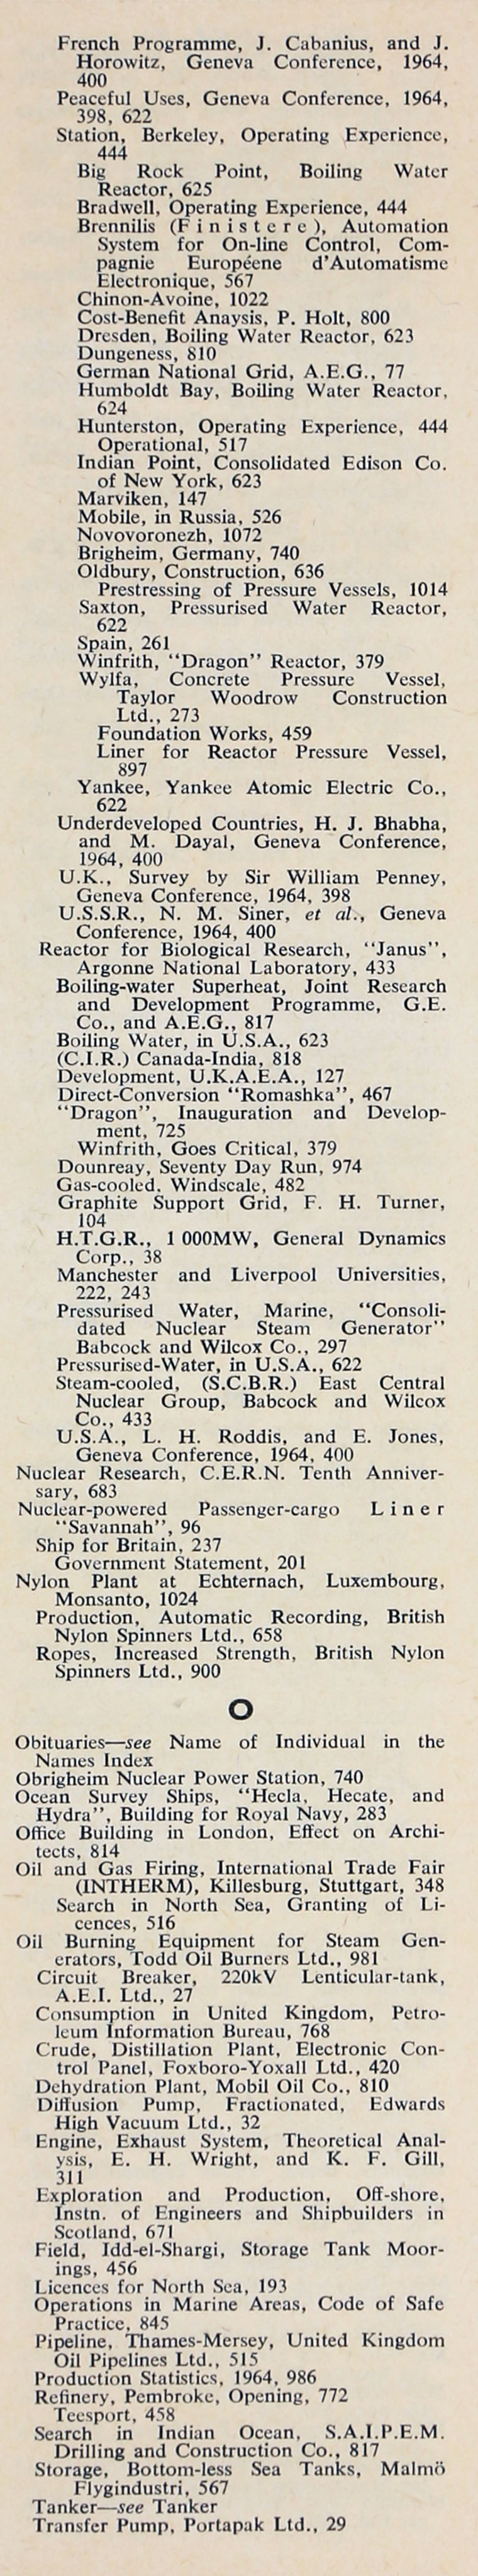 French Programme, J. Cabanius, and J.
Horowitz, Geneva Conference, 1964,
400
Peaceful Uses, Geneva Conference, 1964,
398, 622
Station, Berkeley, Operating Experience,
444
Big Rock Point, Boiling Water
Reactor, 625
Bradwell, Operating Experience, 444
Brennilis (Finistere), Automation
System for On-line Control, Com-
pagnie Européene d'Automatisme
Electronique, 567
Chinon-Avoine, 1022
Cost-Benefit Anaysis, P. Holt, 800
Dresden, Boiling Water Reactor, 623
Dungeness, 810
German National Grid, A.E.G., 77
Humboldt Bay, Boiling Water Reactor,
624
Hunterston, Operating Experience, 444
Operational, 517
Indian Point, Consolidated Edison Co.
of New York, 623
Marviken, 147
Mobile, in Russia, 526
Novovoronezh, 1072
Brigheim, Germany, 740
Oldbury, Construction, 636
Prestressing of Pressure Vessels, 1014
Saxton, Pressurised Water Reactor,
622
Spain, 261
Winfrith, "Dragon" Reactor, 379
Wylfa, Concrete Pressure Vessel,
Taylor Woodrow Construction
Ltd., 273
Foundation Works, 459
Liner for Reactor Pressure Vessel,
897
Yankee, Yankee Atomic Electric Co.,
622
Underdeveloped Countries, H. J. Bhabha,
and M. Dayal, Geneva Conference,
1964, 400
U.K., Survey by Sir William Penney,
Geneva Conference, 1964, 398
U.S.S.R., N. M. Siner, et al., Geneva
Conference, 1964, 400
Reactor for Biological Research, "Janus",
Argonne National Laboratory, 433
Boiling-water Superheat, Joint Research
and Development Programme, G.E.
Co., and A.E.G., 817
Boiling Water, in U.S.A., 623
(C.I.R.) Canada-India, 818
Development, U.K.A.E.A., 127
Direct-Conversion "Romashka", 467
"Dragon", Inauguration and Develop-
ment, 725
Winfrith, Goes Critical, 379
Dounreay, Seventy Day Run, 974
Gas-cooled. Windscale, 482
Graphite Support Grid, F. H. Turner,
104
H.T.G.R., 1 000MW, General Dynamics
Corp., 38
Manchester and Liverpool Universities,
222, 243
Pressurised Water, Marine, "Consoli-
dated Nuclear Steam Generator"
Babcock and Wilcox Co., 297
Pressurised-Water, in U.S.A., 622
Steam-cooled, (S.C.B.R.) East Central
Nuclear Group, Babcock and Wilcox
Co., 433
U.S.A., L. H. Roddis, and E. Jones,
Geneva Conference, 1964, 400
Nuclear Research, C.E.R.N. Tenth Anniver-
sary, 683
Nuclear-powered Passenger-cargo Liner
"Savannah", 96
Ship for Britain, 237
Government Statement, 201
Nylon Plant at Echternach, Luxembourg,
Monsanto, 1024
Production, Automatic Recording, British
Nylon Spinners Ltd., 658
Ropes, Increased Strength, British Nylon
Spinners Ltd., 900
O
Obituaries—see Name of Individual in the
Names Index
Obrigheim Nuclear Power Station, 740
Ocean Survey Ships, "Hecla, Hecate, and
Hydra", Building for Royal Navy, 283
Office Building in London, Effect on Archi-
tects, 814
Oil and Gas Firing, International Trade Fair
(INTHERM), Killesburg, Stuttgart, 348
Search in North Sea, Granting of Li-
cences, 516
Oil Burning Equipment for Steam Gen-
erators, Todd Oil Burners Ltd., 981
Circuit Breaker, 220kV Lenticular-tank,
A.E.I. Ltd., 27
Consumption in United Kingdom, Petro-
leum Information Bureau, 768
Crude, Distillation Plant, Electronic Con-
trol Panel, Foxboro-Yoxall Ltd., 420
Dehydration Plant, Mobil Oil Co., 810
Diffusion Pump, Fractionated, Edwards
High Vacuum Ltd., 32
Engine, Exhaust System, Theoretical Anal-
ysis, E. H. Wright, and K. F. Gill,
311
Exploration and Production, Off-shore,
Instn. of Engineers and Shipbuilders in
Scotland, 671
Field, Idd-el-Shargi, Storage Tank Moor-
ings, 456
Licences for North Sea, 193
Operations in Marine Areas, Code of Safe
Practice, 845
Pipeline, Thames-Mersey, United Kingdom
Oil Pipelines Ltd., 515
Production Statistics, 1964, 986
Refinery, Pembroke, Opening, 772
Teesport, 458
Search in Indian Ocean, S.A.I.P.E.M.
Drilling and Construction Co., 817
Storage, Bottom-less Sea Tanks, Malmö
Flygindustri, 567
Tanker—see Tanker
Transfer Pump, Portapak Ltd., 29